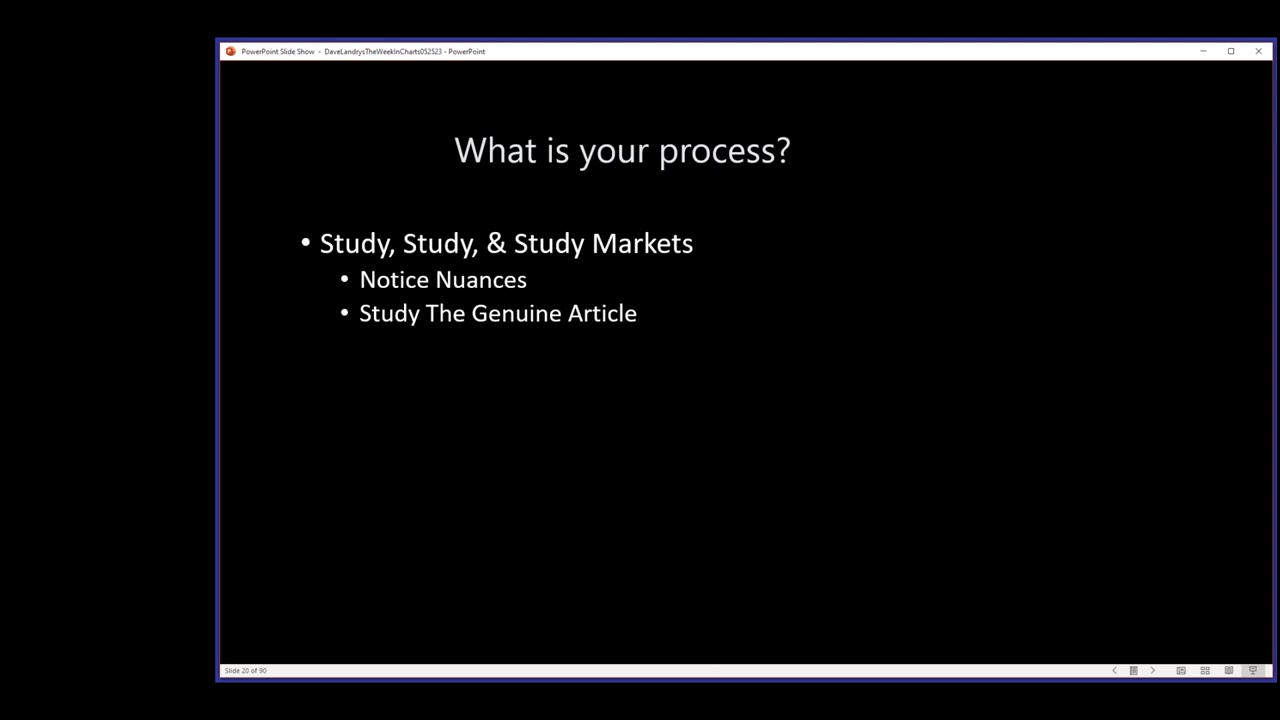 PowerPoint Slide Show - DaveLandrysTheWeekInCharts052523 - PowerPoint
What is your process?
• Study, Study, & Study Markets
• Notice Nuances
• Study The Genuine Article
Slide 20 of 90